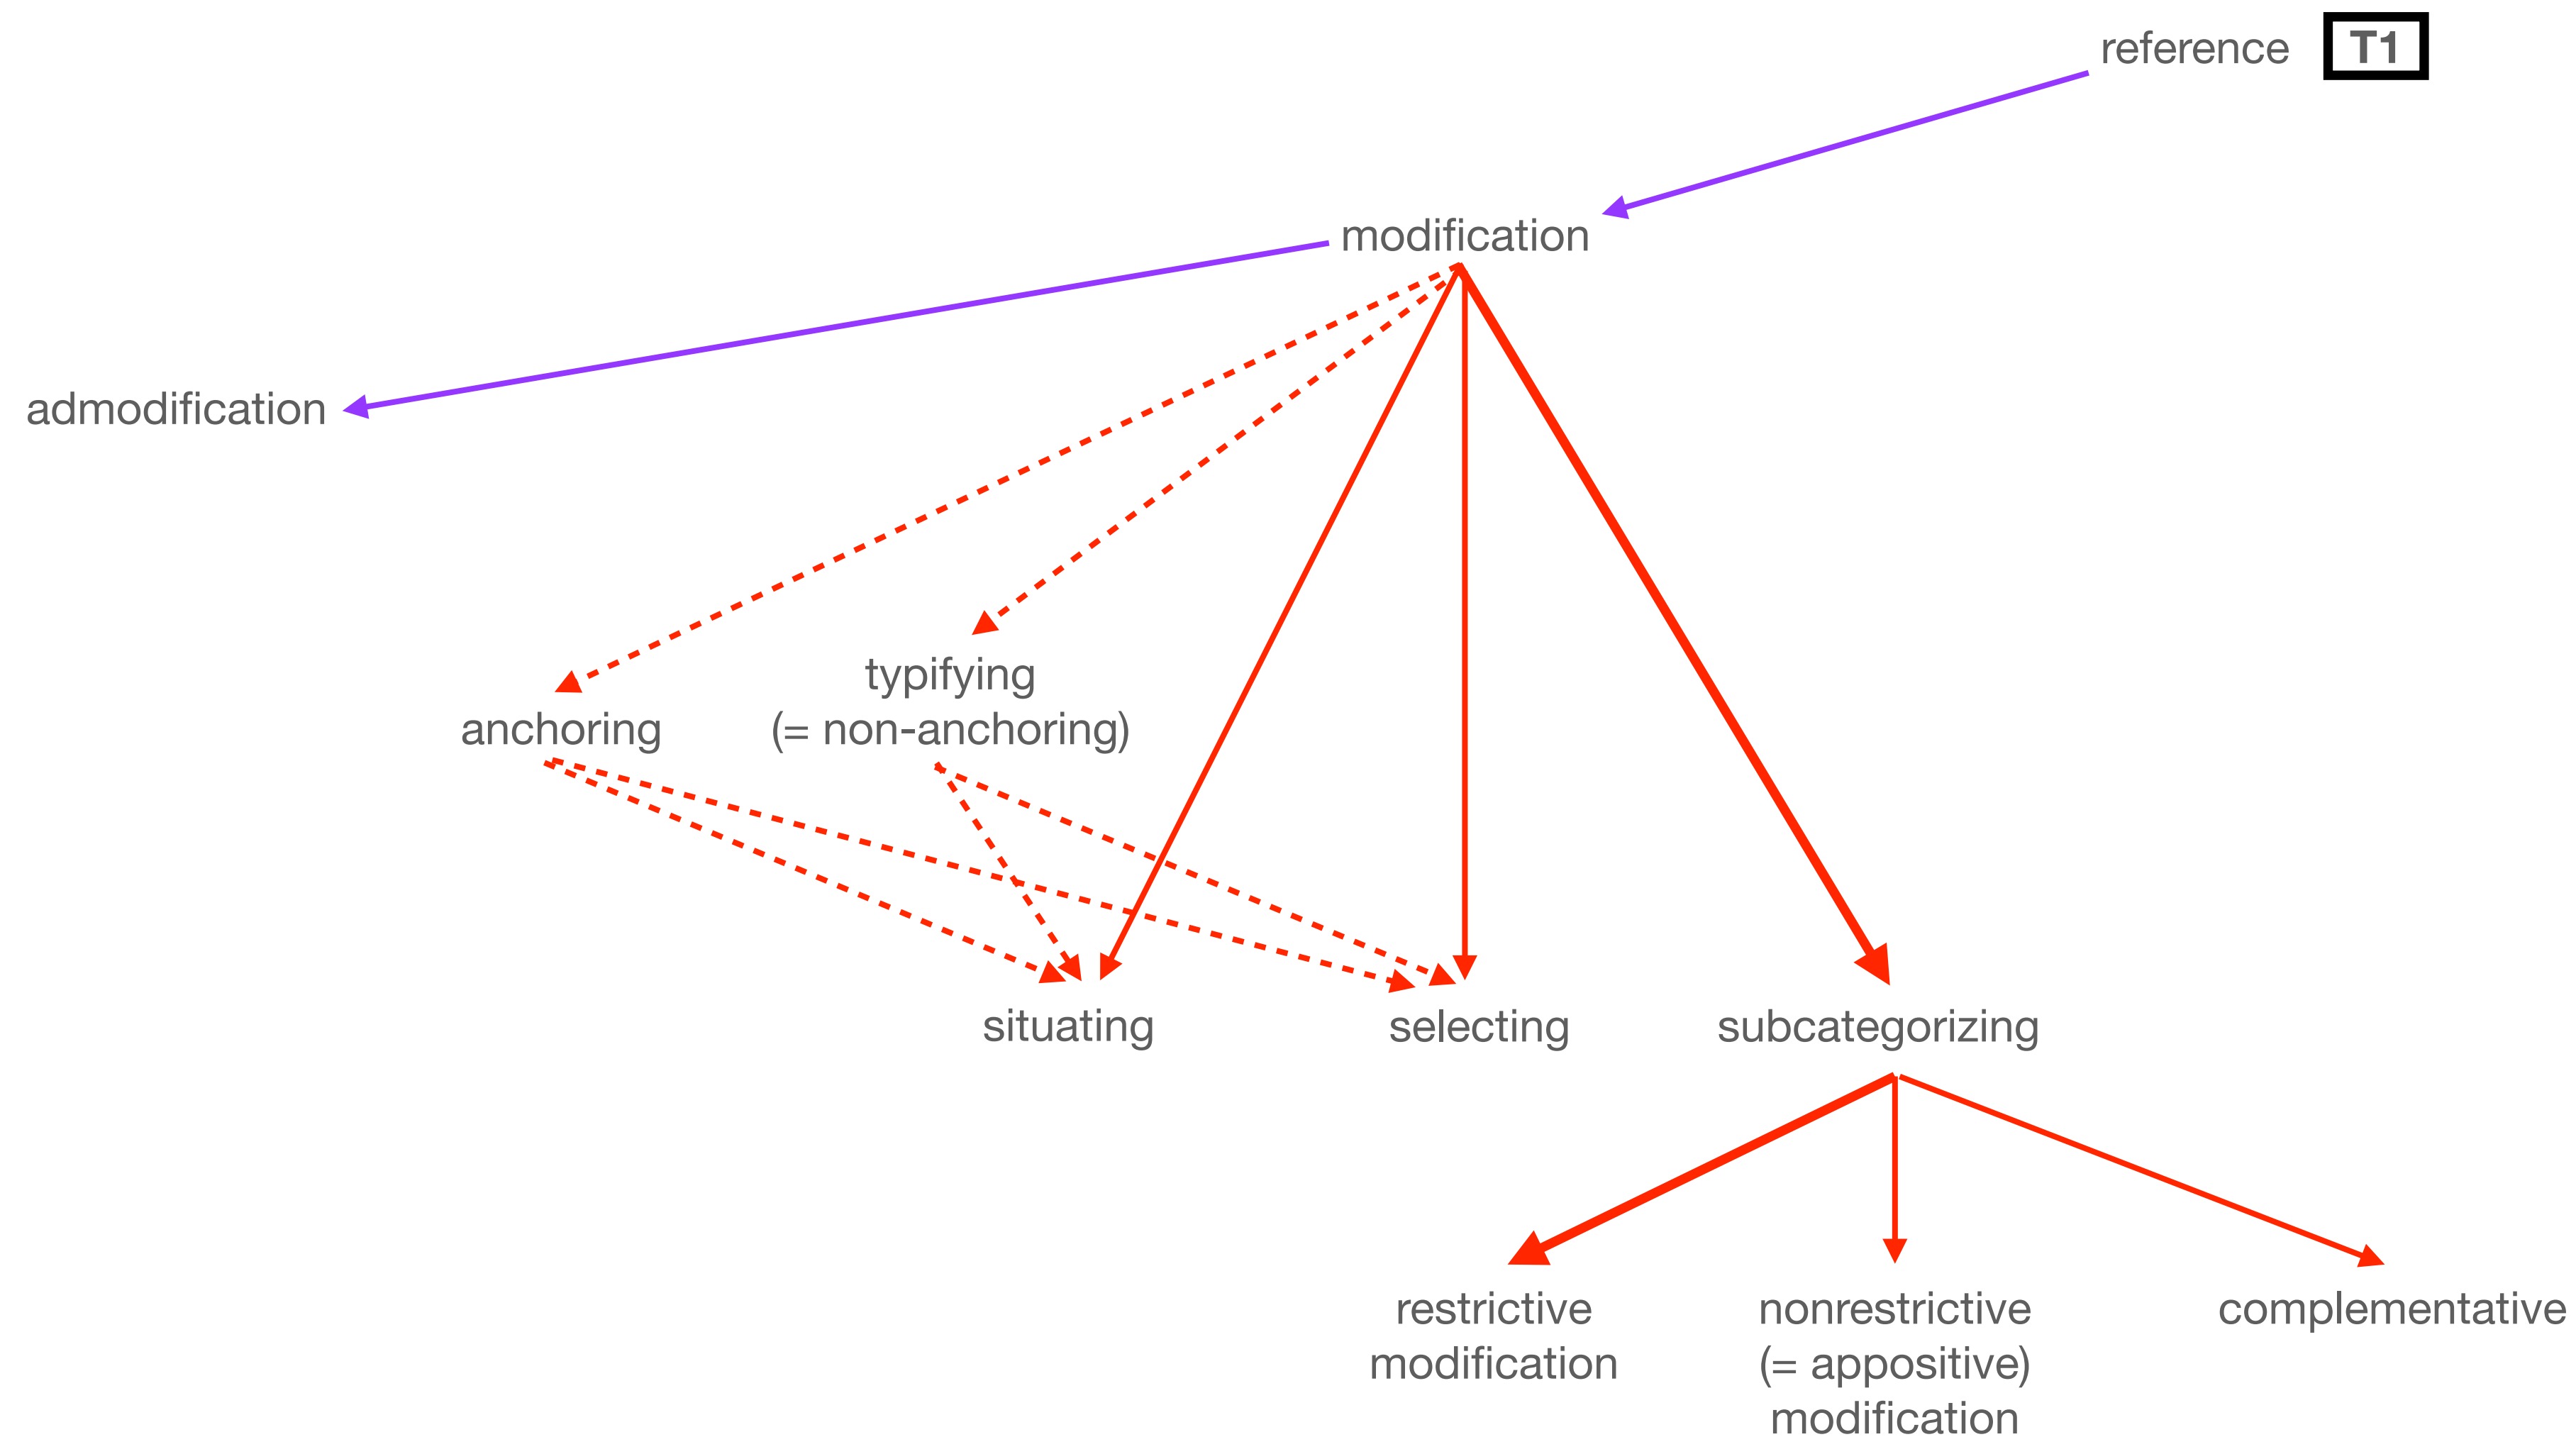 reference T1
modification
admodification
typifying
anchoring (= non-anchoring)
situating selecting subcategorizing
restrictive nonrestrictive complementative
modification (= appositive)
modification